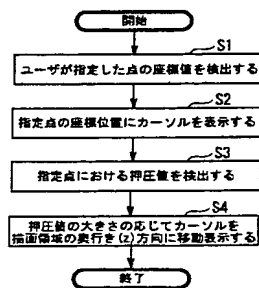 開始
S1
ユーザが指定した点の座標値を検出する
S2
指定点の座標位置にカーソルを表示する
S3
指定点における押圧値を検出する
S4
押圧値の大きさの応じてカーソルを
描画領域の奥行き(z)方向に移動表示する
終了